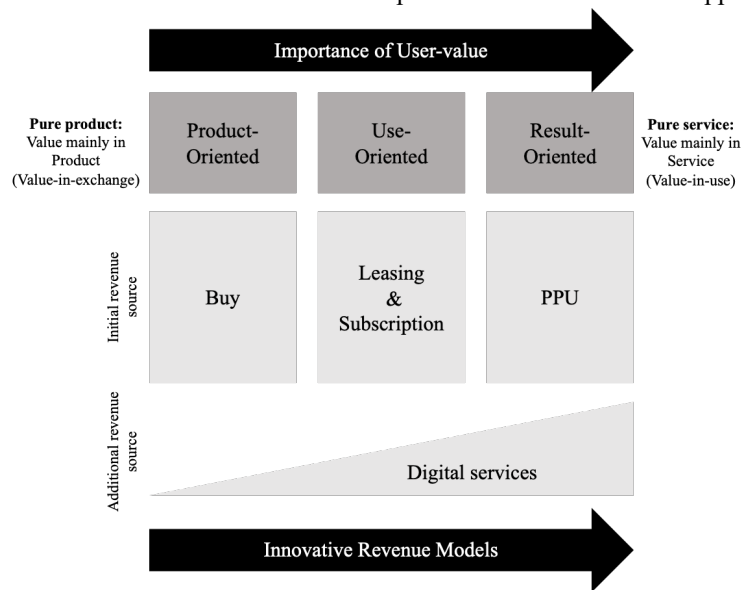 Importance of User-value
Pure product:
Value mainly in
Product
(Value-in-exchange)
Product-
Oriented
Use-
Oriented
Result-
Oriented
Pure service:
Value mainly in
Service
(Value-in-use)
Initial revenue
source
Buy
Leasing
&
Subscription
PPU
Additional revenue
source
Digital services
Innovative Revenue Models